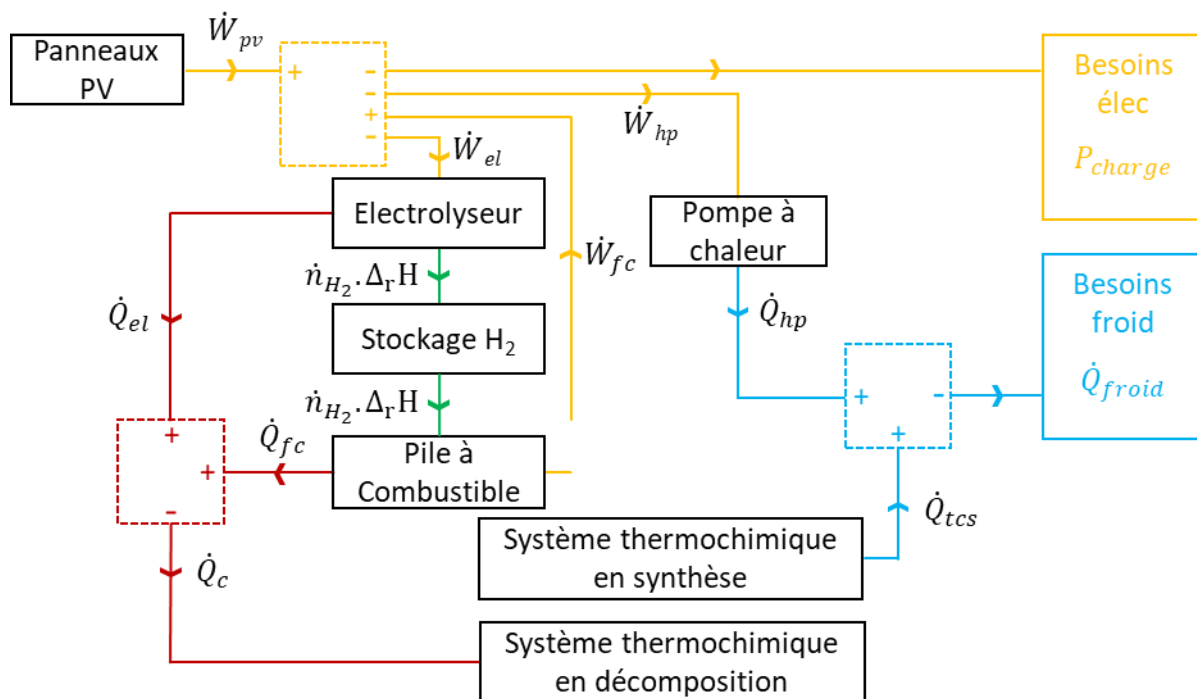 Panneaux
PV
Ẇ_pv
+
-
-
+
-
Ẇ_hp
Ẇ_el
Besoins
élec
P_charge
Electrolyseur
Pompe à
chaleur
Ẇ_fc
ṅ_H₂.Δ_rH
Q̇_el
Stockage H₂
Q̇_hp
Besoins
froid
Q̇_froid
+
-
+
ṅ_H₂.Δ_rH
Q̇_fc
Pile à
Combustible
+
+
-
Q̇_tcs
Système thermochimique
en synthèse
Q̇_c
Système thermochimique
en décomposition